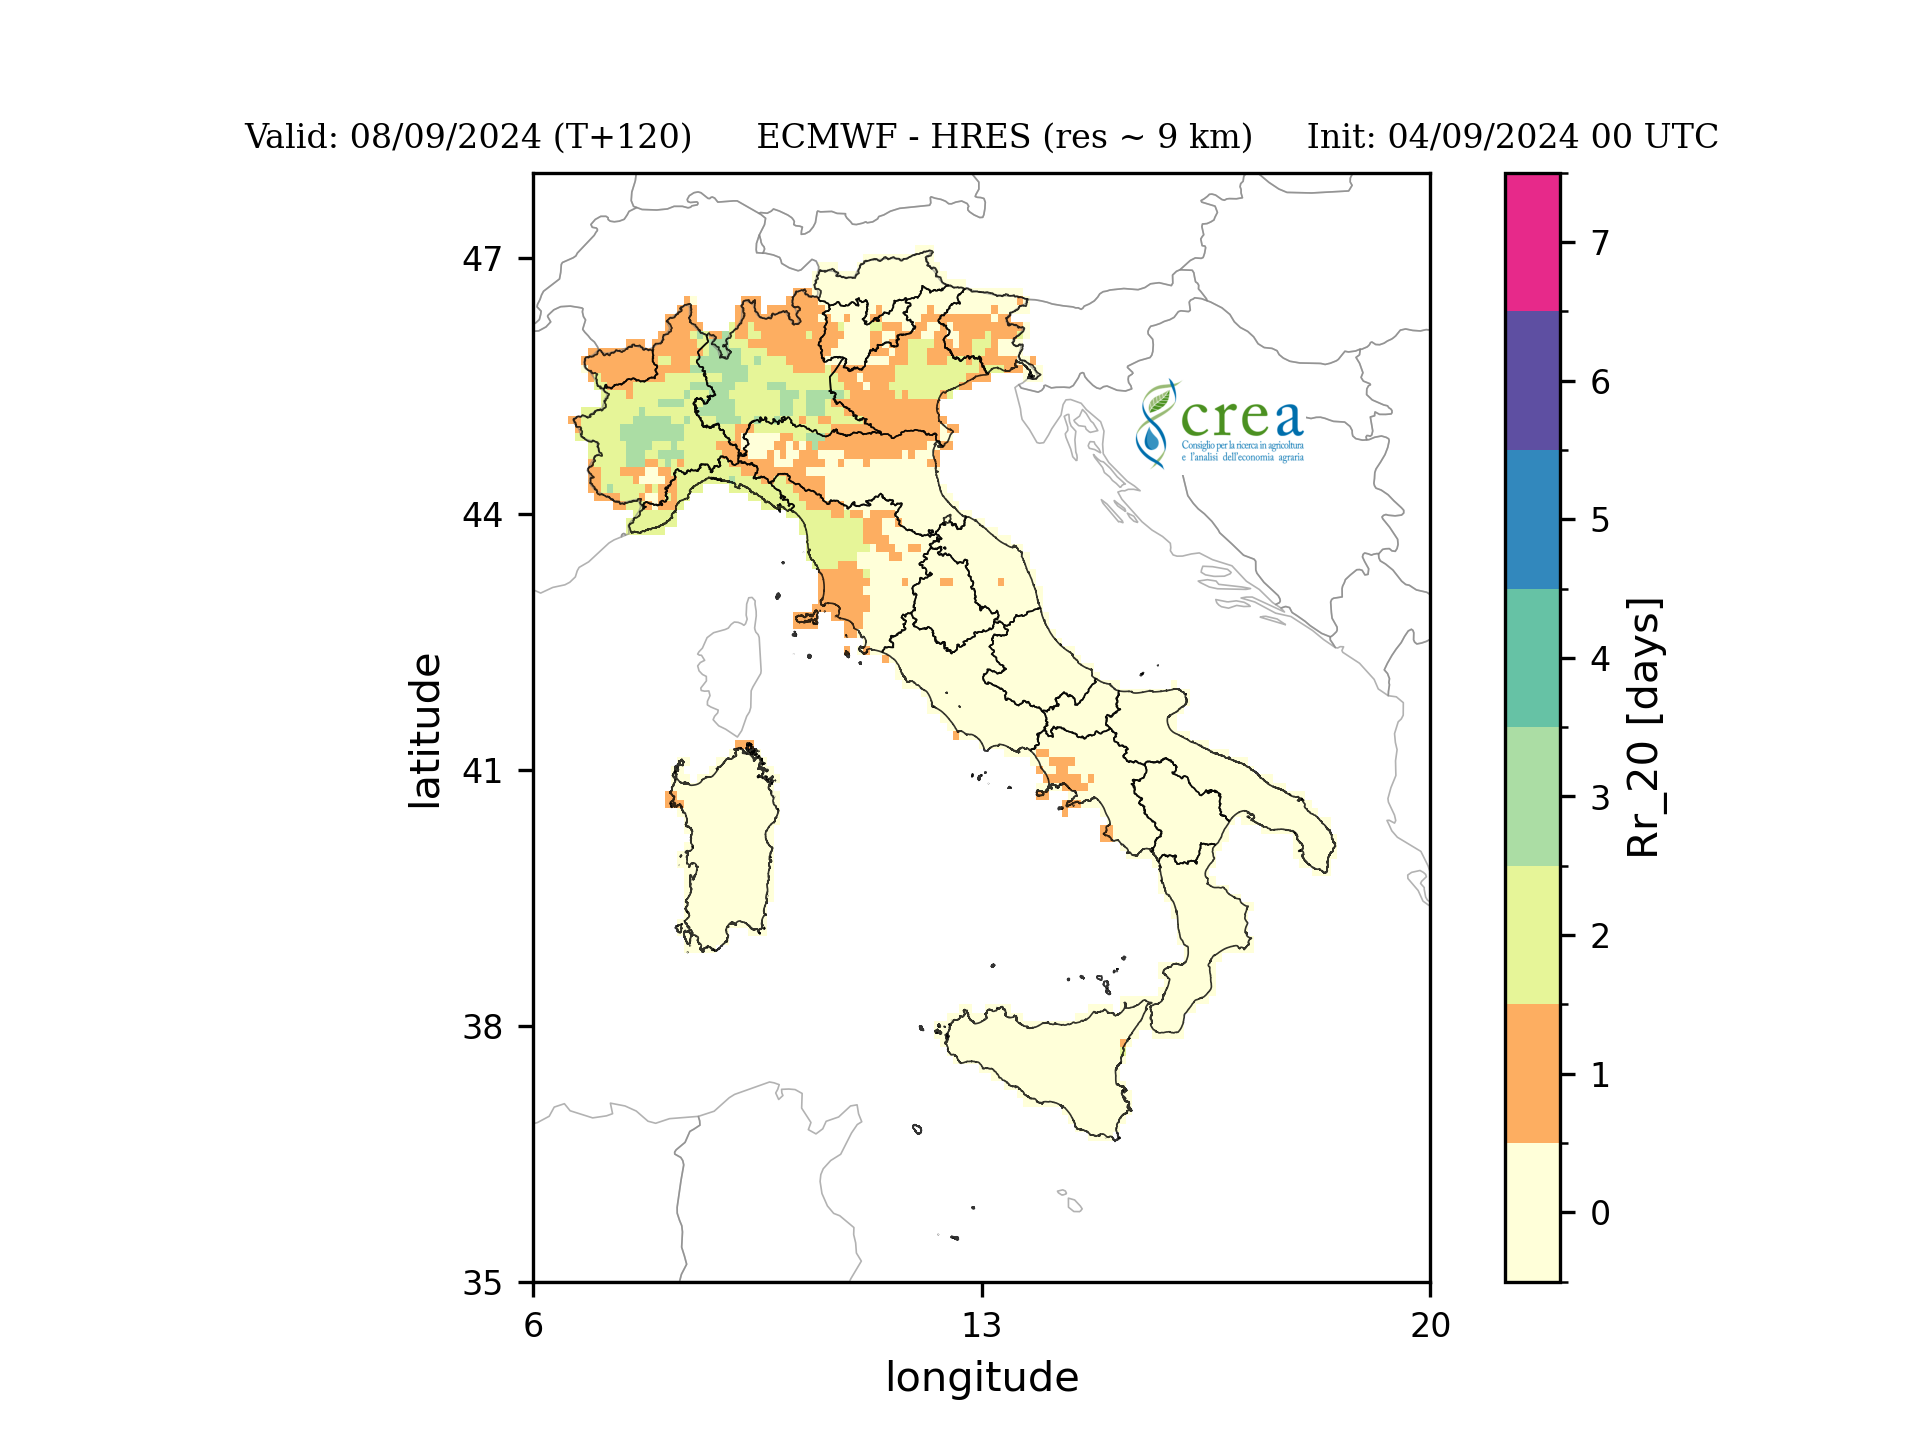 Valid: 08/09/2024 (T+120) ECMWF - HRES (res ~ 9 km) Init: 04/09/2024 00 UTC
47
44
41
38
35
latitude
6 13 20
longitude
crea
Consiglio per la ricerca in agricoltura
e l'analisi dell'economia agraria
7
6
5
4
3
2
1
0
Rr_20 [days]